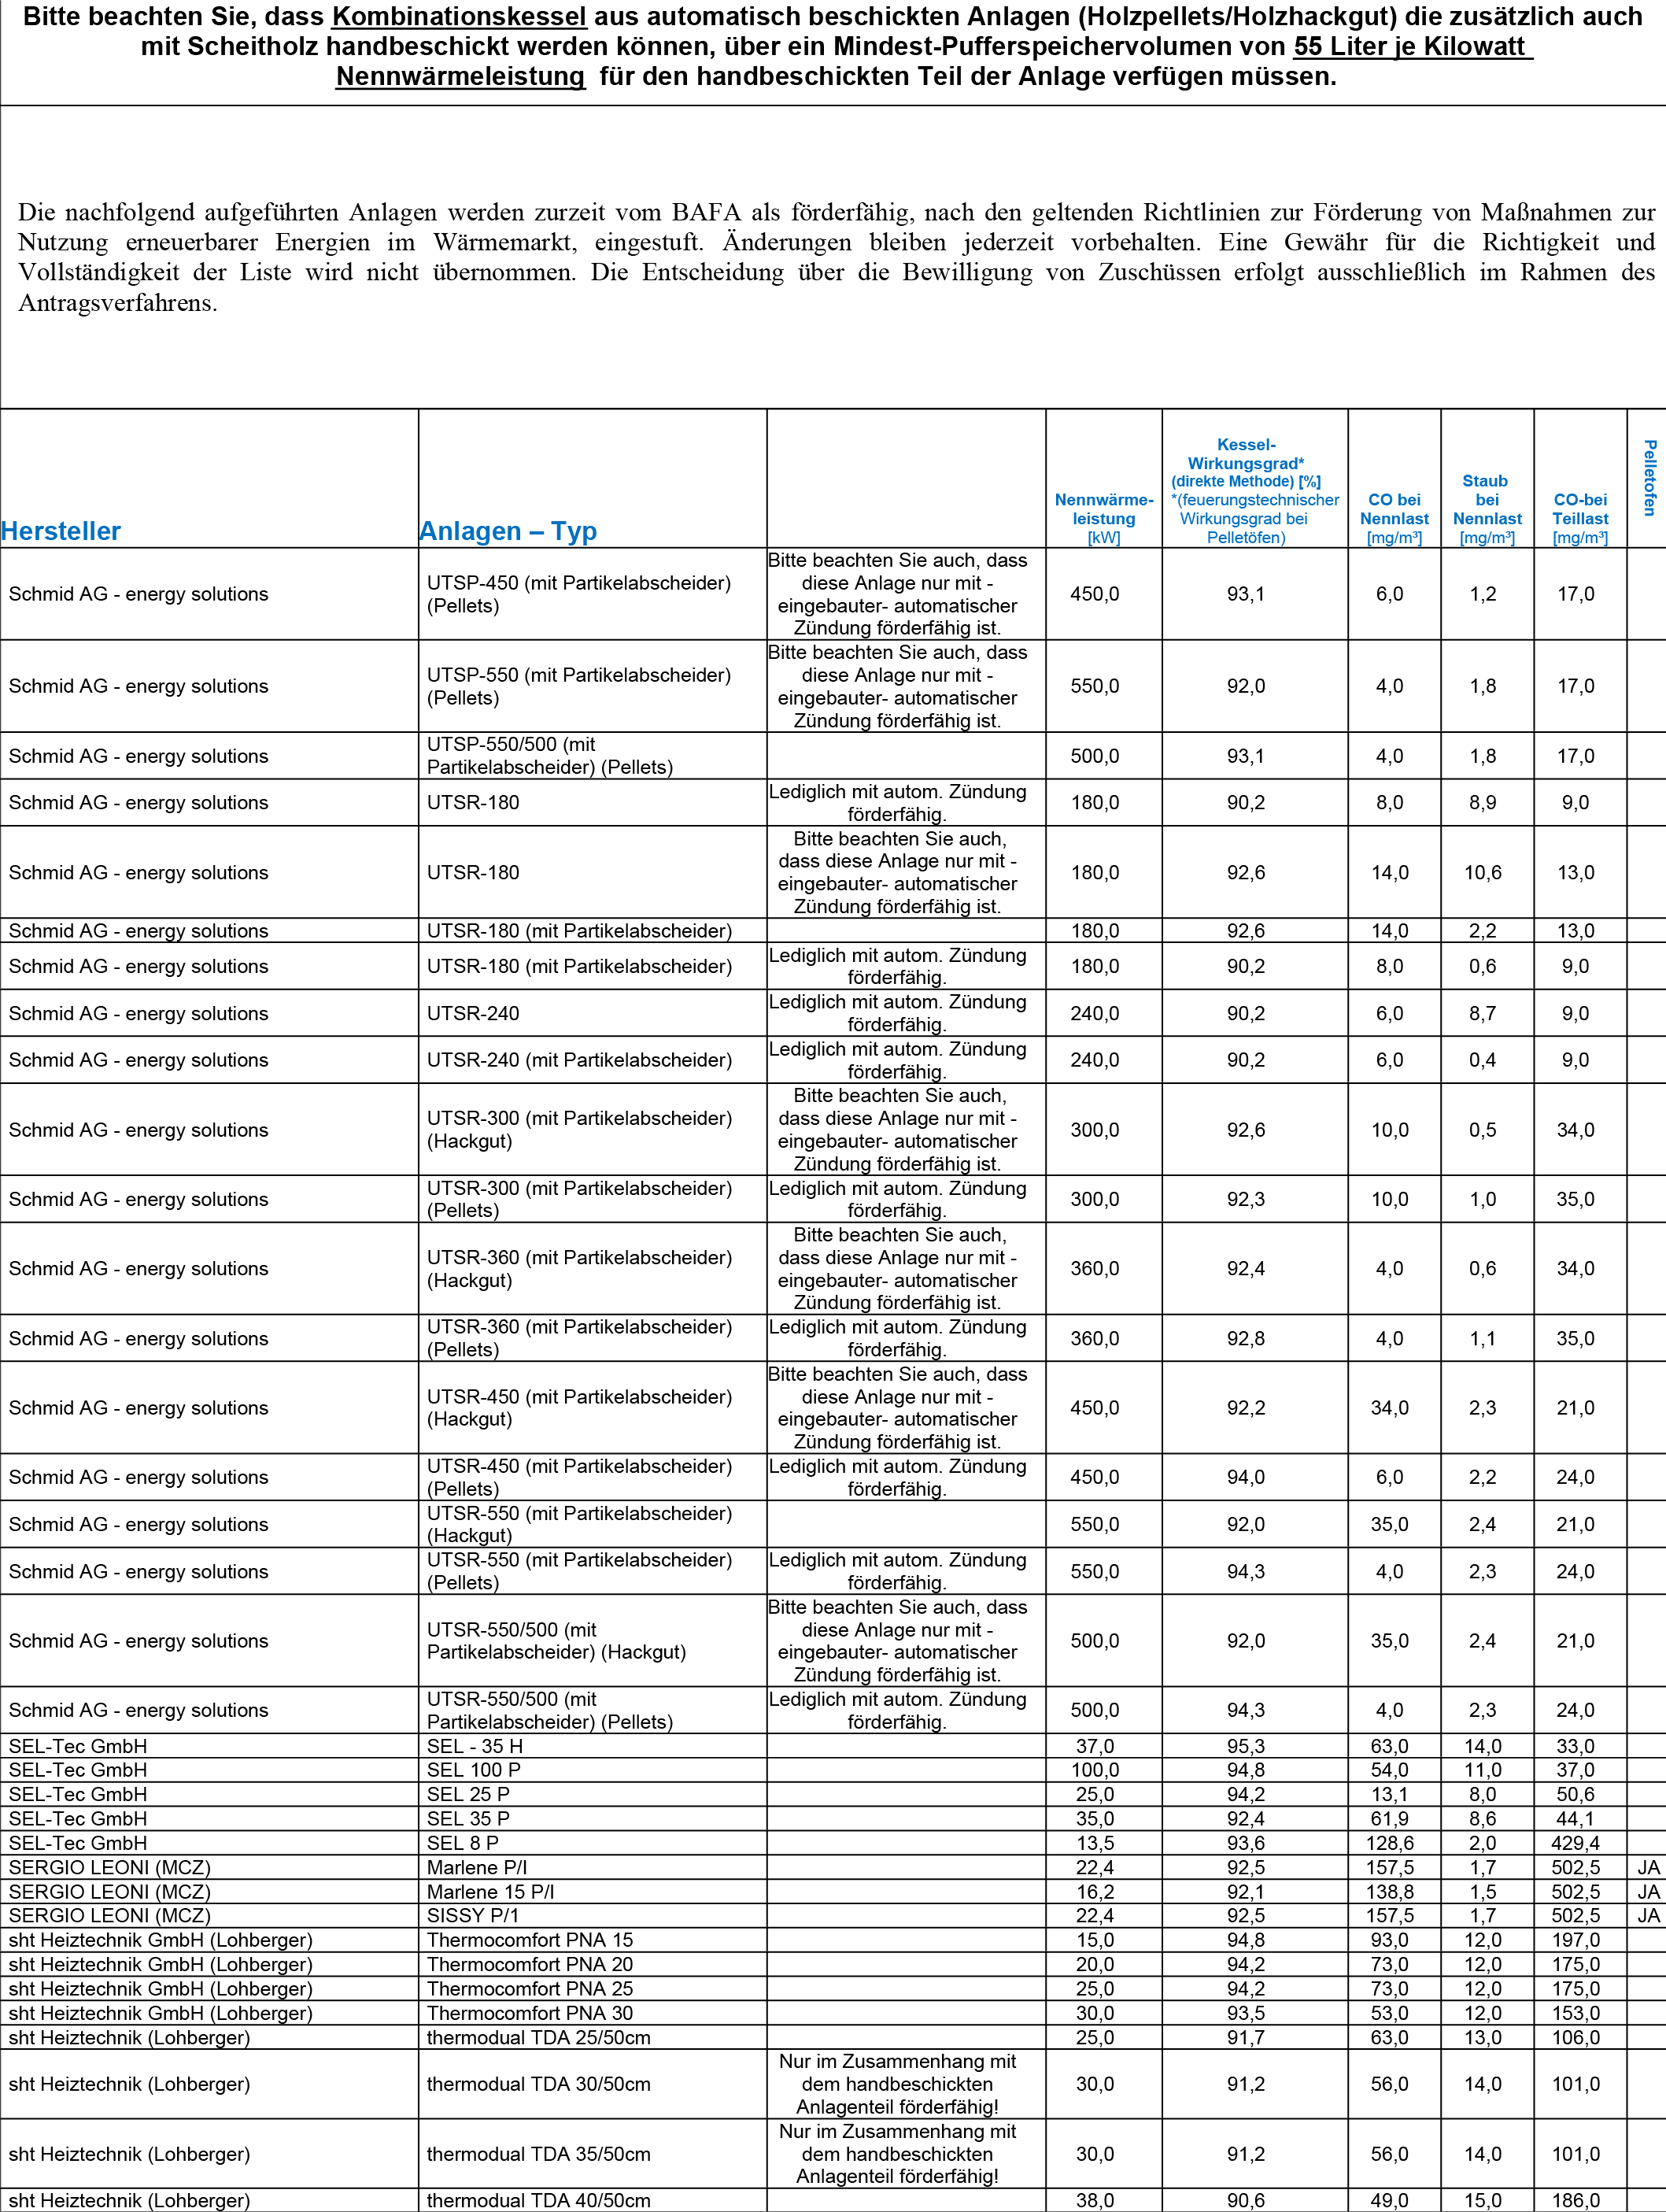 Bitte beachten Sie, dass Kombinationskessel aus automatisch beschickten Anlagen (Holzpellets/Holzhackgut) die zusätzlich auch
mit Scheitholz handbeschickt werden können, über ein Mindest-Pufferspeichervolumen von 55 Liter je Kilowatt
Nennwärmeleistung für den handbeschickten Teil der Anlage verfügen müssen.
Die nachfolgend aufgeführten Anlagen werden zurzeit vom BAFA als förderfähig, nach den geltenden Richtlinien zur Förderung von Maßnahmen zur
Nutzung erneuerbarer Energien im Wärmemarkt, eingestuft. Änderungen bleiben jederzeit vorbehalten. Eine Gewähr für die Richtigkeit und
Vollständigkeit der Liste wird nicht übernommen. Die Entscheidung über die Bewilligung von Zuschüssen erfolgt ausschließlich im Rahmen des
Antragsverfahrens.
Hersteller
Anlagen – Typ
Nennwärme-
leistung
[kW]
Kessel-
Wirkungsgrad*
(direkte Methode) [%]
*(feuerungstechnischer
Wirkungsgrad bei
Pelletöfen)
CO bei
Nennlast
[mg/m³]
Staub
bei
Nennlast
[mg/m³]
CO-bei
Teillast
[mg/m³]
Pelletofen
Schmid AG - energy solutions
UTSP-450 (mit Partikelabscheider)
(Pellets)
Bitte beachten Sie auch, dass
diese Anlage nur mit -
eingebauter- automatischer
Zündung förderfähig ist.
450,0 93,1 6,0 1,2 17,0
Schmid AG - energy solutions
UTSP-550 (mit Partikelabscheider)
(Pellets)
Bitte beachten Sie auch, dass
diese Anlage nur mit -
eingebauter- automatischer
Zündung förderfähig ist.
550,0 92,0 4,0 1,8 17,0
Schmid AG - energy solutions
UTSP-550/500 (mit
Partikelabscheider) (Pellets)
500,0 93,1 4,0 1,8 17,0
Schmid AG - energy solutions
UTSR-180
Lediglich mit autom. Zündung
förderfähig.
180,0 90,2 8,0 8,9 9,0
Schmid AG - energy solutions
UTSR-180
Bitte beachten Sie auch,
dass diese Anlage nur mit -
eingebauter- automatischer
Zündung förderfähig ist.
180,0 92,6 14,0 10,6 13,0
Schmid AG - energy solutions UTSR-180 (mit Partikelabscheider) 180,0 92,6 14,0 2,2 13,0
Schmid AG - energy solutions
UTSR-180 (mit Partikelabscheider)
Lediglich mit autom. Zündung
förderfähig.
180,0 90,2 8,0 0,6 9,0
Schmid AG - energy solutions
UTSR-240
Lediglich mit autom. Zündung
förderfähig.
240,0 90,2 6,0 8,7 9,0
Schmid AG - energy solutions
UTSR-240 (mit Partikelabscheider)
Lediglich mit autom. Zündung
förderfähig.
240,0 90,2 6,0 0,4 9,0
Schmid AG - energy solutions
UTSR-300 (mit Partikelabscheider)
(Hackgut)
Bitte beachten Sie auch,
dass diese Anlage nur mit -
eingebauter- automatischer
Zündung förderfähig ist.
300,0 92,6 10,0 0,5 34,0
Schmid AG - energy solutions
UTSR-300 (mit Partikelabscheider)
(Pellets)
Lediglich mit autom. Zündung
förderfähig.
300,0 92,3 10,0 1,0 35,0
Schmid AG - energy solutions
UTSR-360 (mit Partikelabscheider)
(Hackgut)
Bitte beachten Sie auch,
dass diese Anlage nur mit -
eingebauter- automatischer
Zündung förderfähig ist.
360,0 92,4 4,0 0,6 34,0
Schmid AG - energy solutions
UTSR-360 (mit Partikelabscheider)
(Pellets)
Lediglich mit autom. Zündung
förderfähig.
360,0 92,8 4,0 1,1 35,0
Schmid AG - energy solutions
UTSR-450 (mit Partikelabscheider)
(Hackgut)
Bitte beachten Sie auch, dass
diese Anlage nur mit -
eingebauter- automatischer
Zündung förderfähig ist.
450,0 92,2 34,0 2,3 21,0
Schmid AG - energy solutions
UTSR-450 (mit Partikelabscheider)
(Pellets)
Lediglich mit autom. Zündung
förderfähig.
450,0 94,0 6,0 2,2 24,0
Schmid AG - energy solutions
UTSR-550 (mit Partikelabscheider)
(Hackgut)
550,0 92,0 35,0 2,4 21,0
Schmid AG - energy solutions
UTSR-550 (mit Partikelabscheider)
(Pellets)
Lediglich mit autom. Zündung
förderfähig.
550,0 94,3 4,0 2,3 24,0
Schmid AG - energy solutions
UTSR-550/500 (mit
Partikelabscheider) (Hackgut)
Bitte beachten Sie auch, dass
diese Anlage nur mit -
eingebauter- automatischer
Zündung förderfähig ist.
500,0 92,0 35,0 2,4 21,0
Schmid AG - energy solutions
UTSR-550/500 (mit
Partikelabscheider) (Pellets)
Lediglich mit autom. Zündung
förderfähig.
500,0 94,3 4,0 2,3 24,0
SEL-Tec GmbH SEL - 35 H 37,0 95,3 63,0 14,0 33,0
SEL-Tec GmbH SEL 100 P 100,0 94,8 54,0 11,0 37,0
SEL-Tec GmbH SEL 25 P 25,0 94,2 13,1 8,0 50,6
SEL-Tec GmbH SEL 35 P 35,0 92,4 61,9 8,6 44,1
SEL-Tec GmbH SEL 8 P 13,5 93,6 128,6 2,0 429,4
SERGIO LEONI (MCZ) Marlene P/I 22,4 92,5 157,5 1,7 502,5 JA
SERGIO LEONI (MCZ) Marlene 15 P/I 16,2 92,1 138,8 1,5 502,5 JA
SERGIO LEONI (MCZ) SISSY P/1 22,4 92,5 157,5 1,7 502,5 JA
sht Heiztechnik GmbH (Lohberger) Thermocomfort PNA 15 15,0 94,8 93,0 12,0 197,0
sht Heiztechnik GmbH (Lohberger) Thermocomfort PNA 20 20,0 94,2 73,0 12,0 175,0
sht Heiztechnik GmbH (Lohberger) Thermocomfort PNA 25 25,0 94,2 73,0 12,0 175,0
sht Heiztechnik GmbH (Lohberger) Thermocomfort PNA 30 30,0 93,5 53,0 12,0 153,0
sht Heiztechnik (Lohberger) thermodual TDA 25/50cm 25,0 91,7 63,0 13,0 106,0
sht Heiztechnik (Lohberger)
thermodual TDA 30/50cm
Nur im Zusammenhang mit
dem handbeschickten
Anlagenteil förderfähig!
30,0 91,2 56,0 14,0 101,0
sht Heiztechnik (Lohberger)
thermodual TDA 35/50cm
Nur im Zusammenhang mit
dem handbeschickten
Anlagenteil förderfähig!
30,0 91,2 56,0 14,0 101,0
sht Heiztechnik (Lohberger) thermodual TDA 40/50cm 38,0 90,6 49,0 15,0 186,0